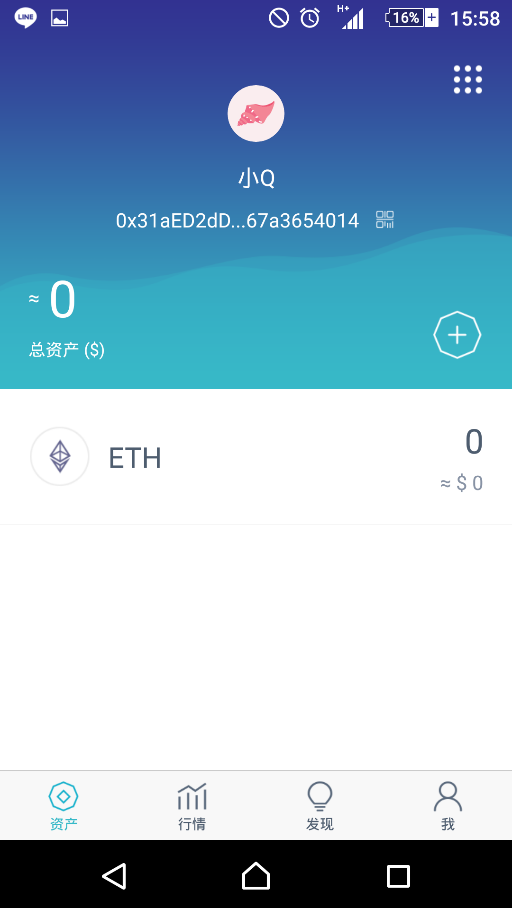 LINE
H+
16%
15:58
小Q
0x31aED2dD...67a3654014
≈ 0
总资产 ($)
ETH
0
≈ $ 0
资产
行情
发现
我